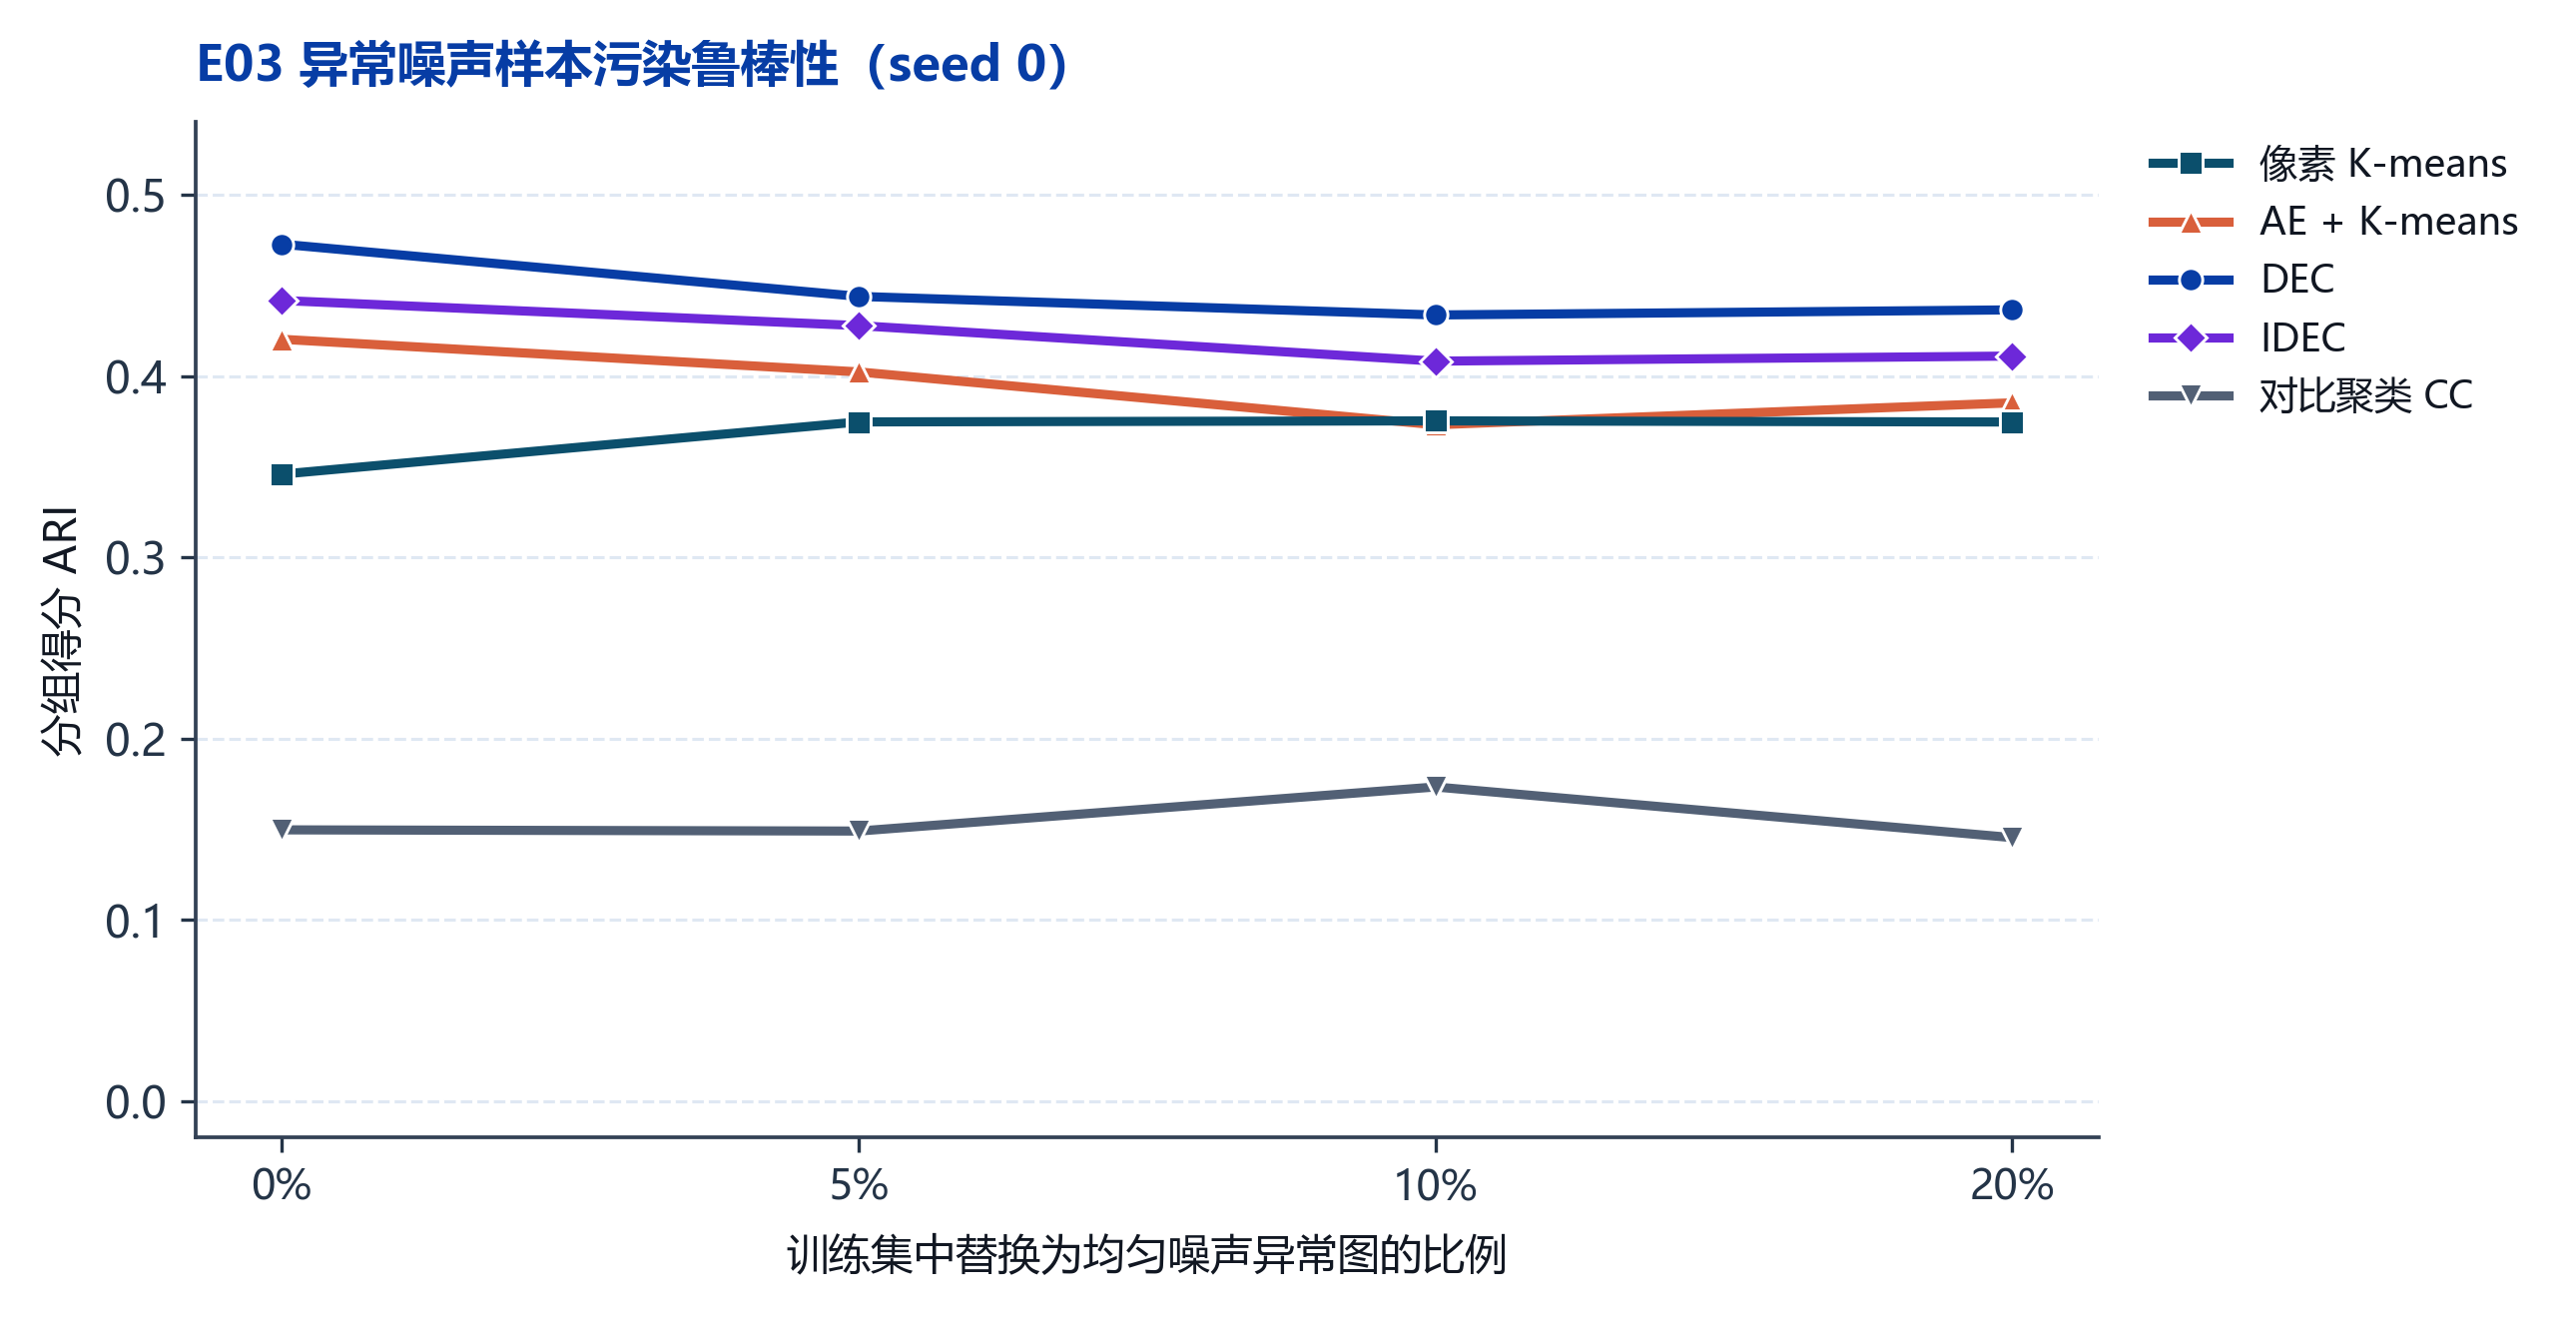 E03 异常噪声样本污染鲁棒性（seed 0）
分组得分 ARI
0.5
0.4
0.3
0.2
0.1
0.0
0%
5%
10%
20%
训练集中替换为均匀噪声异常图的比例
像素 K-means
AE + K-means
DEC
IDEC
对比聚类 CC